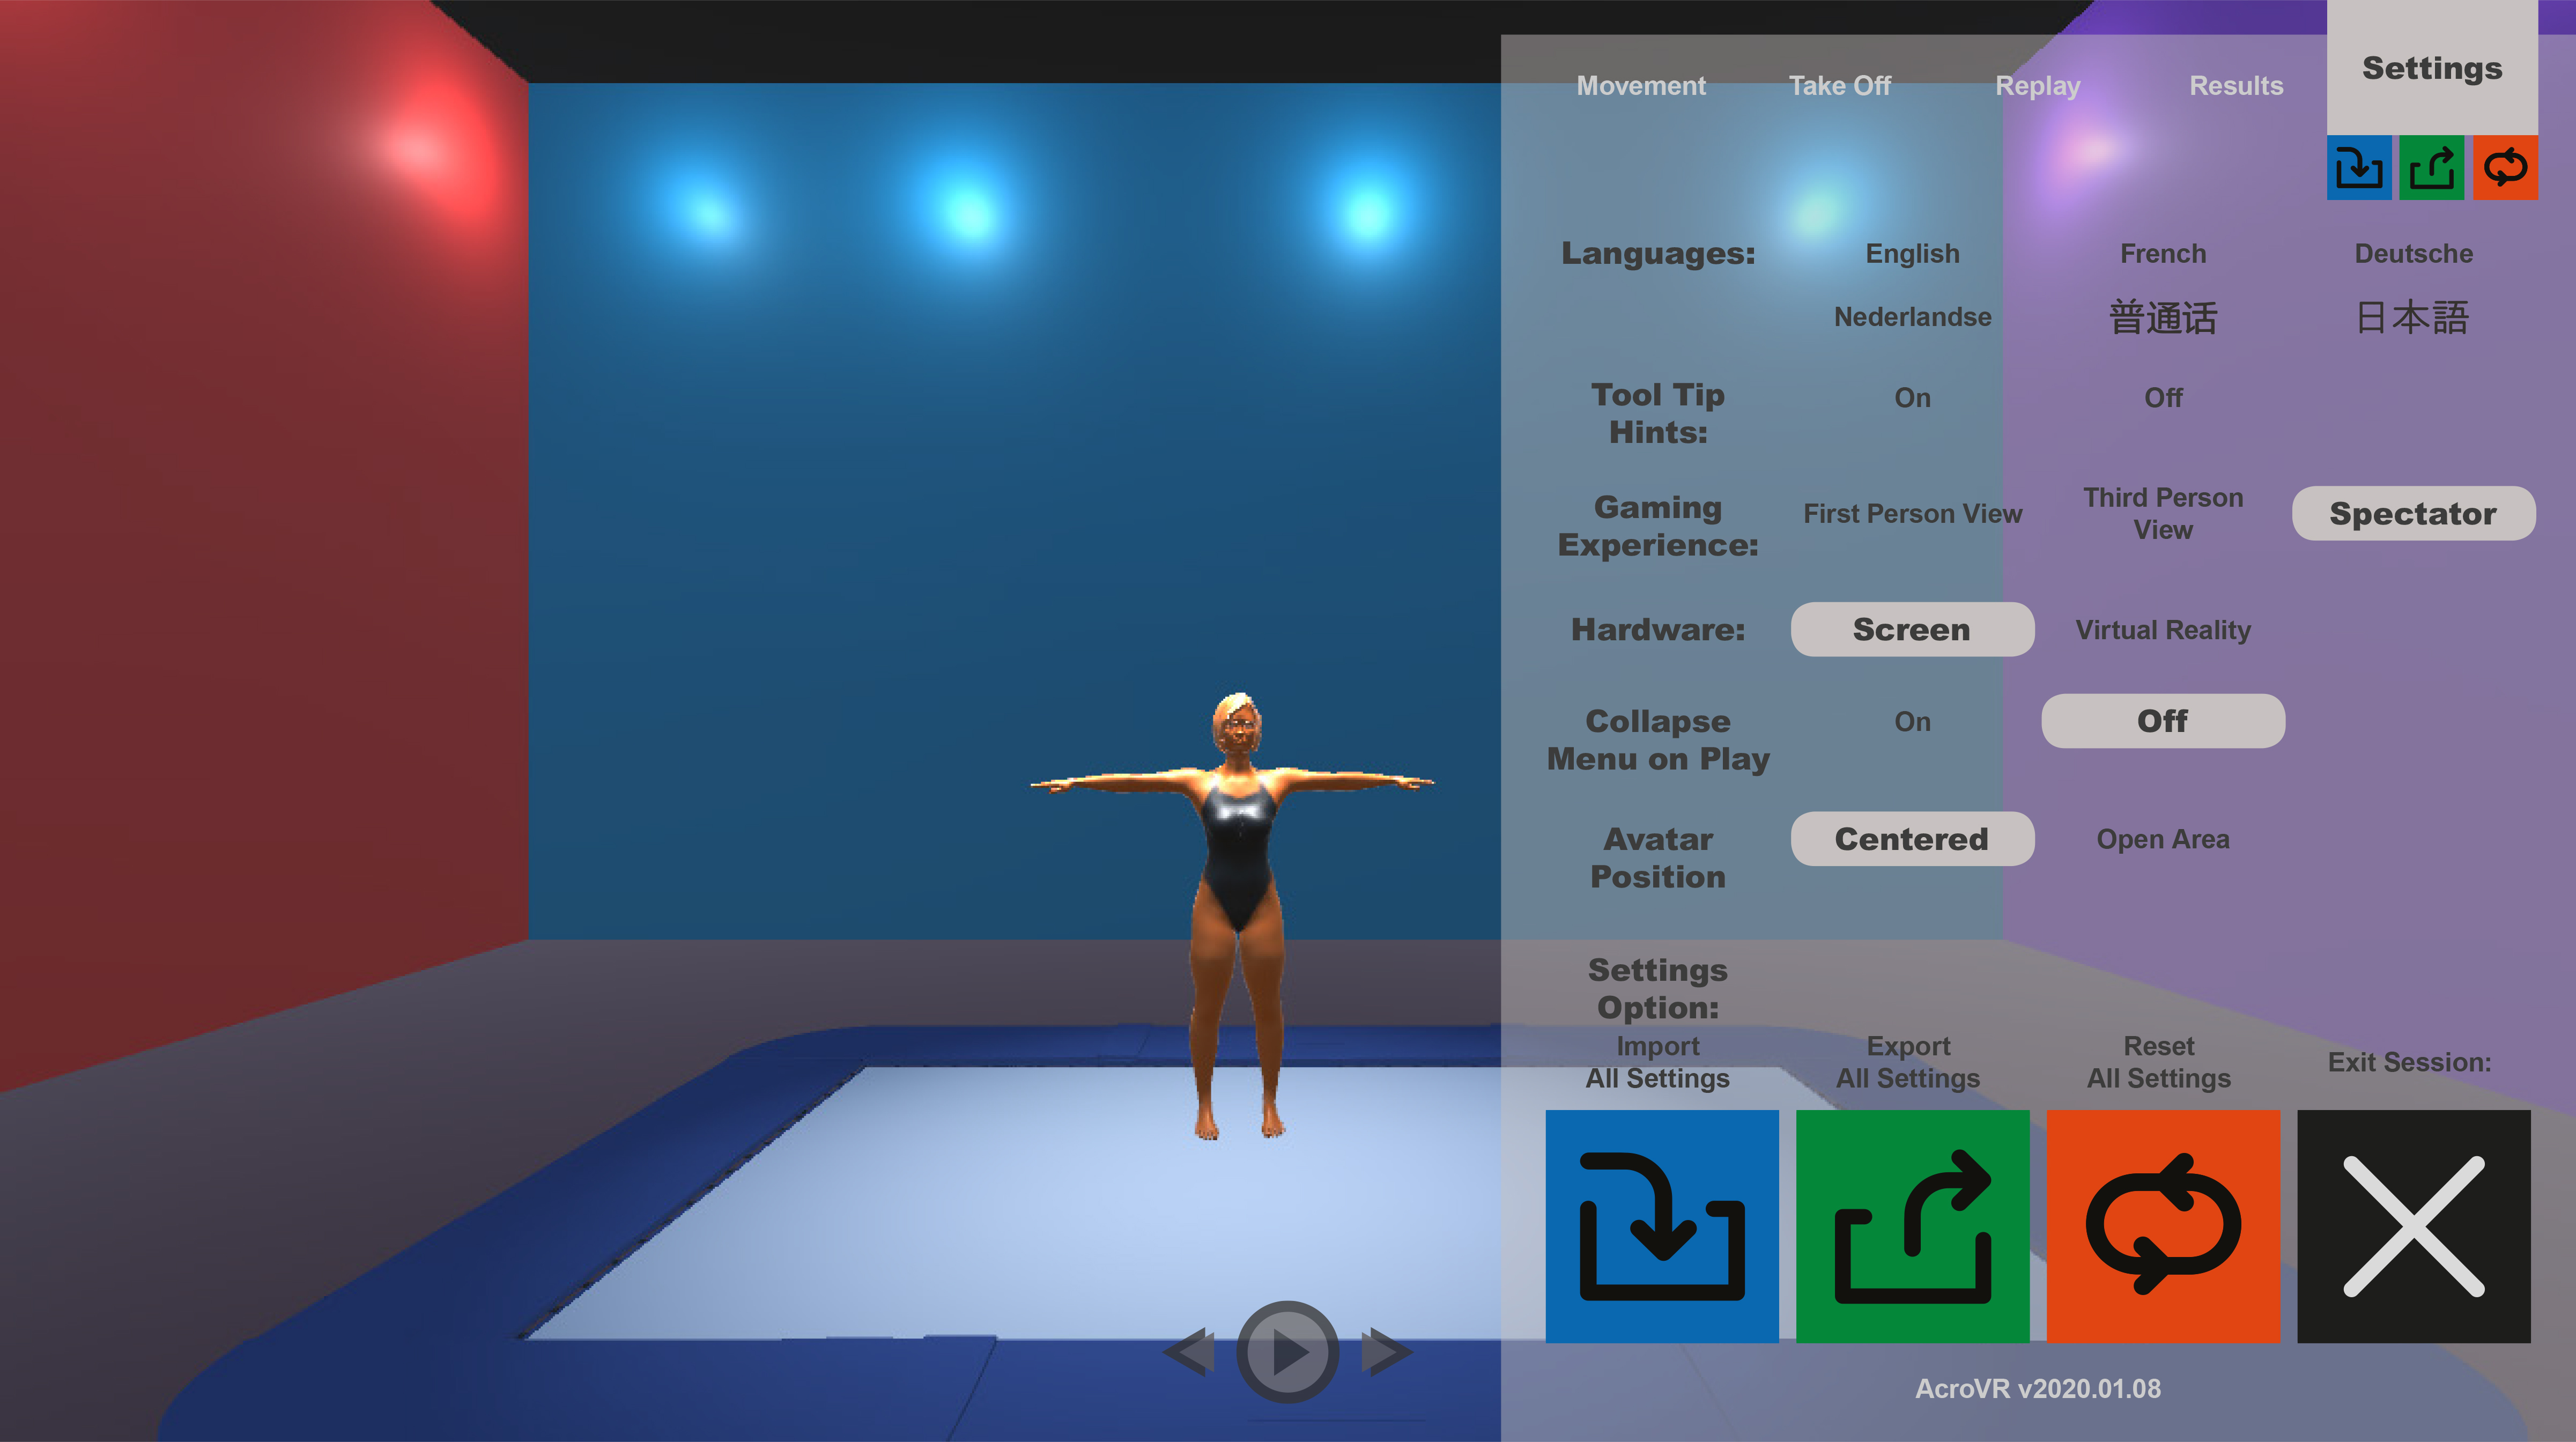 Movement Take Off Replay Results Settings
Languages: English French Deutsche
Nederlandse 普通话 日本語
Tool Tip
Hints:
On Off
Gaming
Experience:
First Person View
Third Person
View
Spectator
Hardware: Screen Virtual Reality
Collapse
Menu on Play
On Off
Avatar
Position
Centered Open Area
Settings
Option:
Import
All Settings
Export
All Settings
Reset
All Settings
Exit Session:
AcroVR v2020.01.08